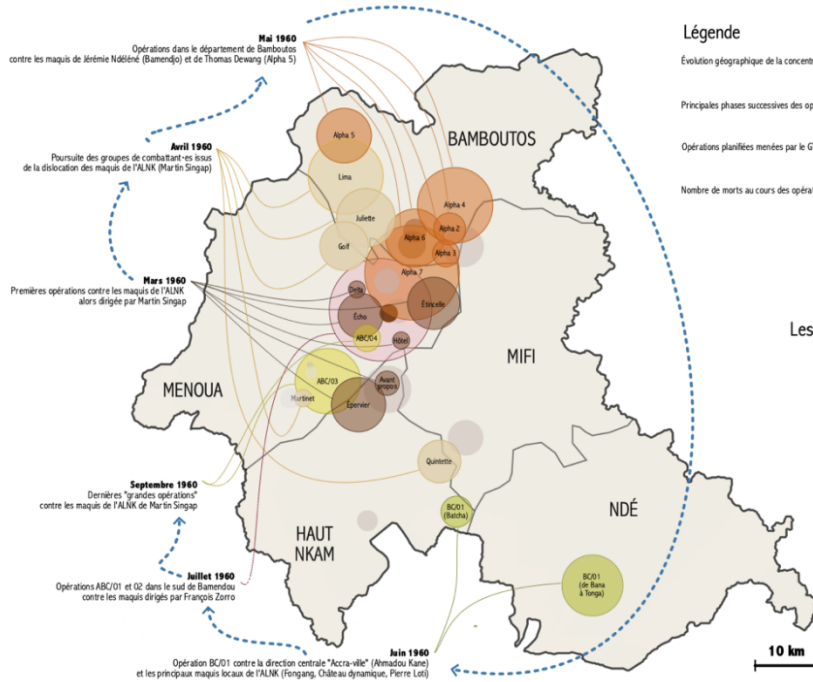 Mai 1960
Opérations dans le département de Bamboutos
contre les maquis de Jérémie Ndéléné (Bamendjo) et de Thomas Dewang (Alpha 5)
Légende
Évolution géographique de la concentr
Principales phases successives des op
Opérations planifiées menées par le G
Nombre de morts au cours des opérat
Avril 1960
Poursuite des groupes de combattant·es issus
de la dislocation des maquis de l'ALNK (Martin Singap)
Mars 1960
Premières opérations contre les maquis de l'ALNK
alors dirigée par Martin Singap
BAMBOUTOS
Alpha 5
Lima
Alpha 4
Juliette
Alpha 2
Alpha 6
Golf
Alpha 3
Alpha 7
Delta
Étincelle
Écho
ABC/04
Hôtel
Les
MIFI
MENOUA
ABC/03
Avant
propos
Martinet
Épervier
Quintette
Septembre 1960
Dernières "grandes opérations"
contre les maquis de l'ALNK de Martin Singap
BC/01
(Batcha)
NDÉ
HAUT
NKAM
Juillet 1960
Opérations ABC/01 et 02 dans le sud de Bamendou
contre les maquis dirigés par François Zorro
BC/01
(de Bana
à Tonga)
Juin 1960
Opération BC/01 contre la direction centrale "Accra-ville" (Ahmadou Kane)
et les principaux maquis locaux de l'ALNK (Fongang, Château dynamique, Pierre Loti)
10 km